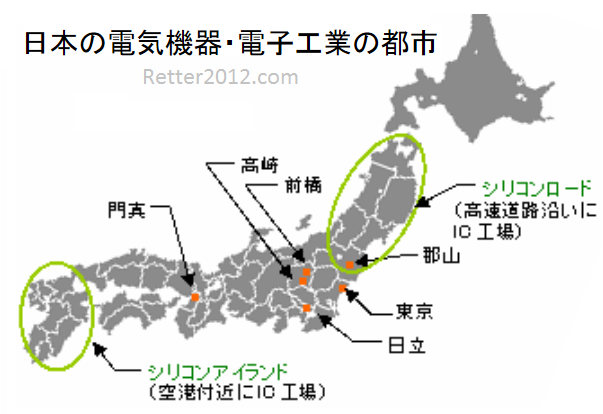 日本の電気機器・電子工業の都市
Retter2012.com
高崎
前橋
門真
シリコンロード
(高速道路沿いに
IC工場)
郡山
東京
日立
シリコンアイランド
(空港付近にIC工場)